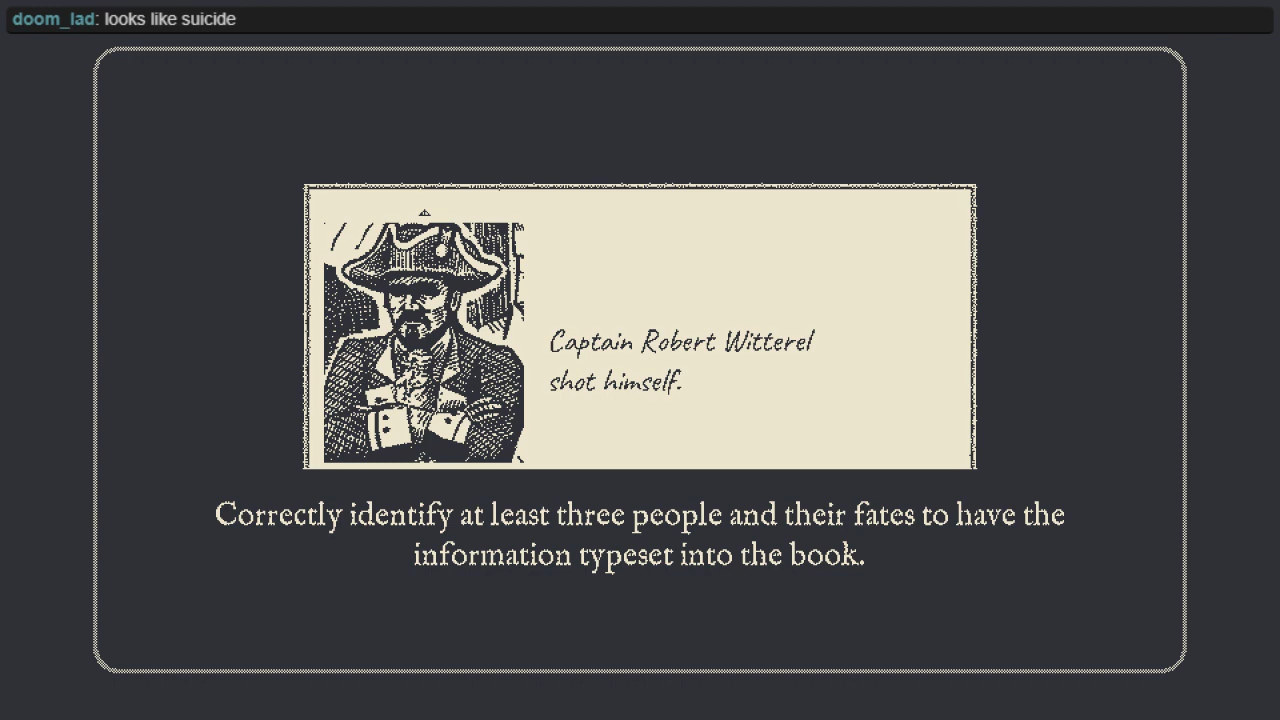 doom_lad: looks like suicide
Captain Robert Witterel
shot himself.
Correctly identify at least three people and their fates to have the
information typeset into the book.